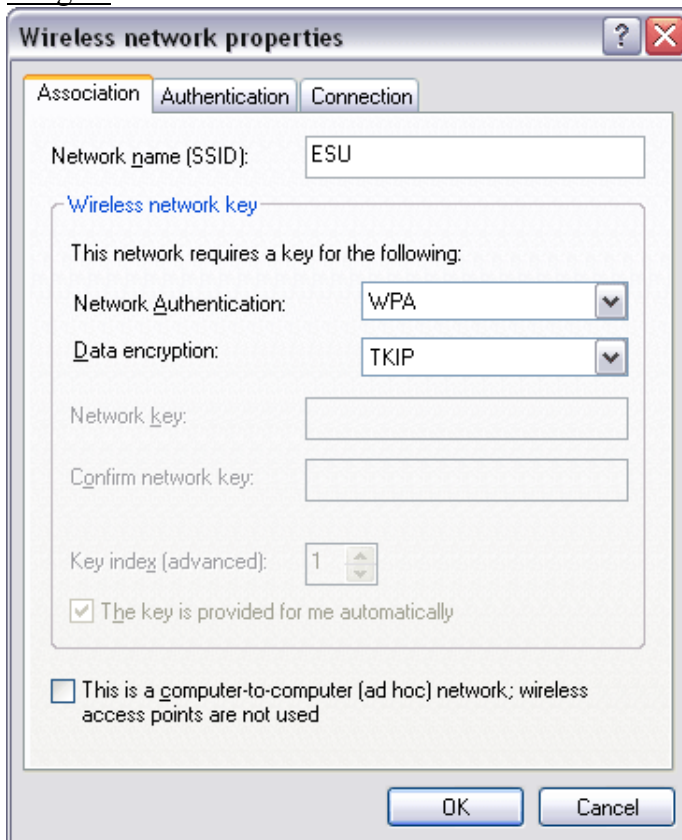 Wireless network properties
Association Authentication Connection
Network name (SSID): ESU
Wireless network key
This network requires a key for the following:
Network Authentication: WPA
Data encryption: TKIP
Network key:
Confirm network key:
Key index (advanced): 1
The key is provided for me automatically
This is a computer-to-computer (ad hoc) network; wireless
access points are not used
OK Cancel